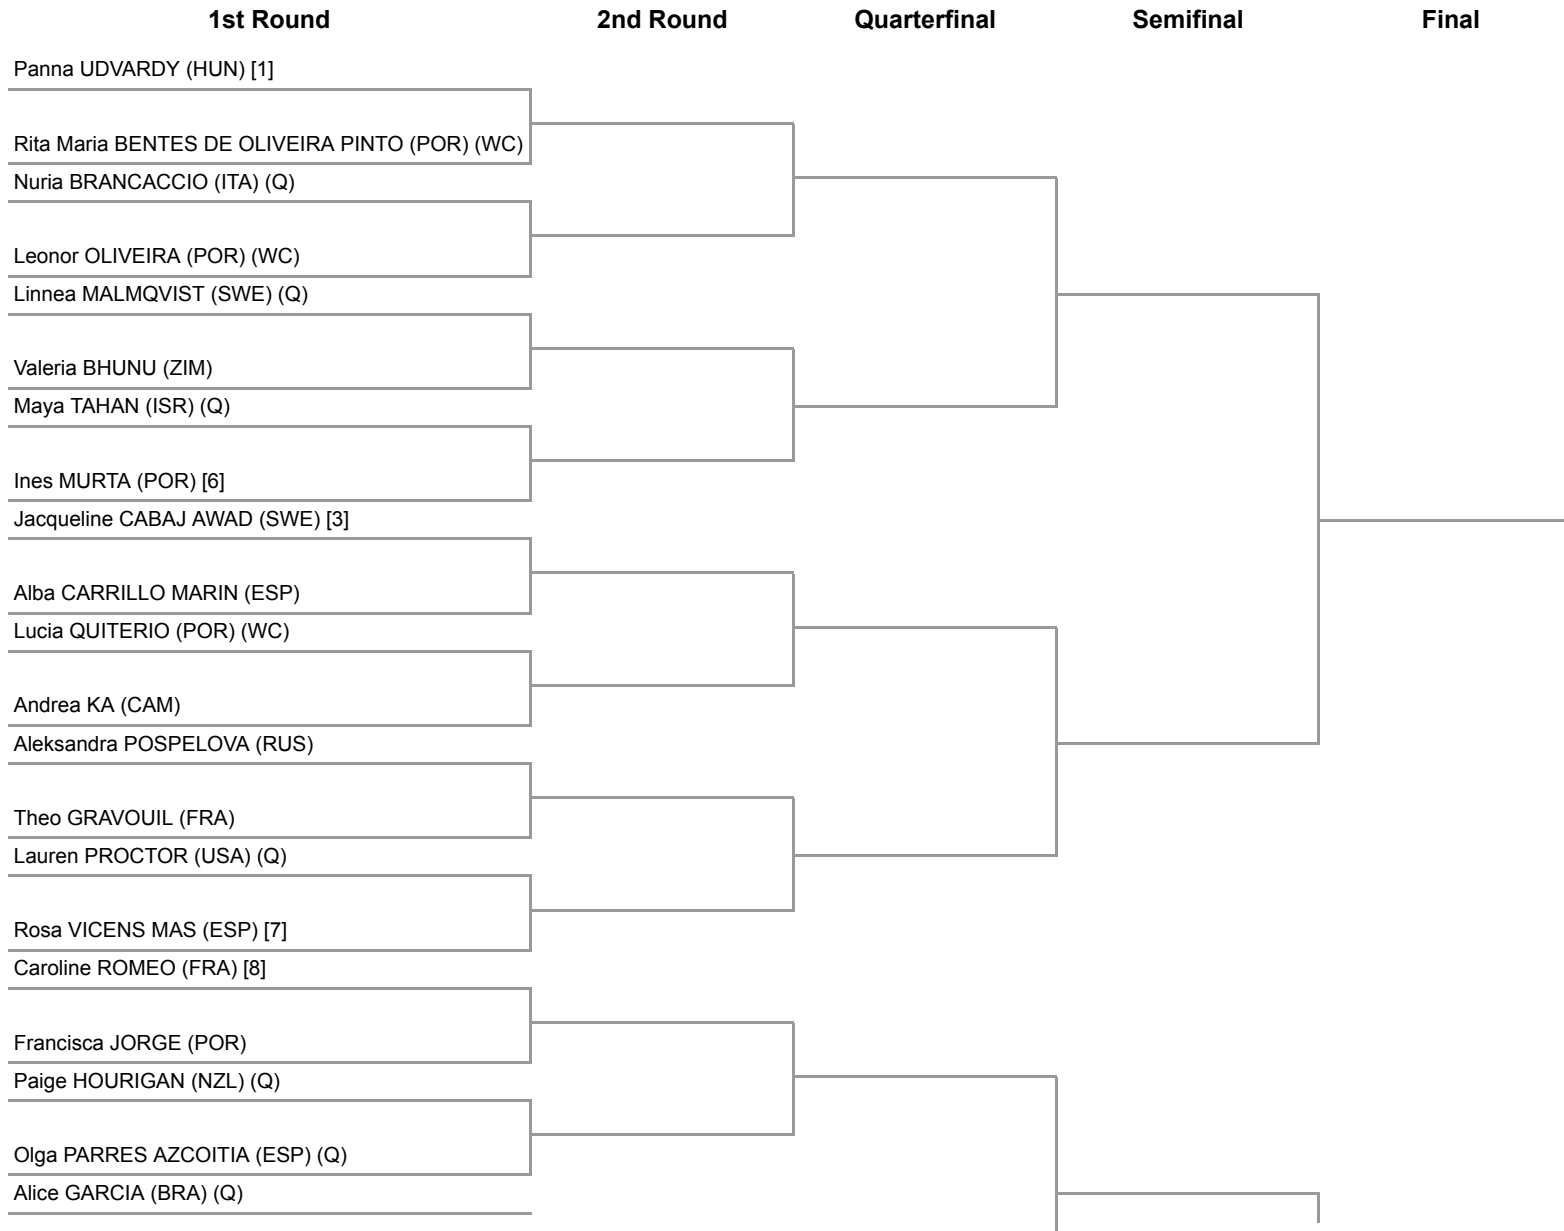 1st Round 2nd Round Quarterfinal Semifinal Final
Panna UDVARDY (HUN) [1]
Rita Maria BENTES DE OLIVEIRA PINTO (POR) (WC)
Nuria BRANCACCIO (ITA) (Q)
Leonor OLIVEIRA (POR) (WC)
Linnea MALMQVIST (SWE) (Q)
Valeria BHUNU (ZIM)
Maya TAHAN (ISR) (Q)
Ines MURTA (POR) [6]
Jacqueline CABAJ AWAD (SWE) [3]
Alba CARRILLO MARIN (ESP)
Lucia QUITERIO (POR) (WC)
Andrea KA (CAM)
Aleksandra POSPELOVA (RUS)
Theo GRAVOUIL (FRA)
Lauren PROCTOR (USA) (Q)
Rosa VICENS MAS (ESP) [7]
Caroline ROMEO (FRA) [8]
Francisca JORGE (POR)
Paige HOURIGAN (NZL) (Q)
Olga PARRES AZCOITIA (ESP) (Q)
Alice GARCIA (BRA) (Q)